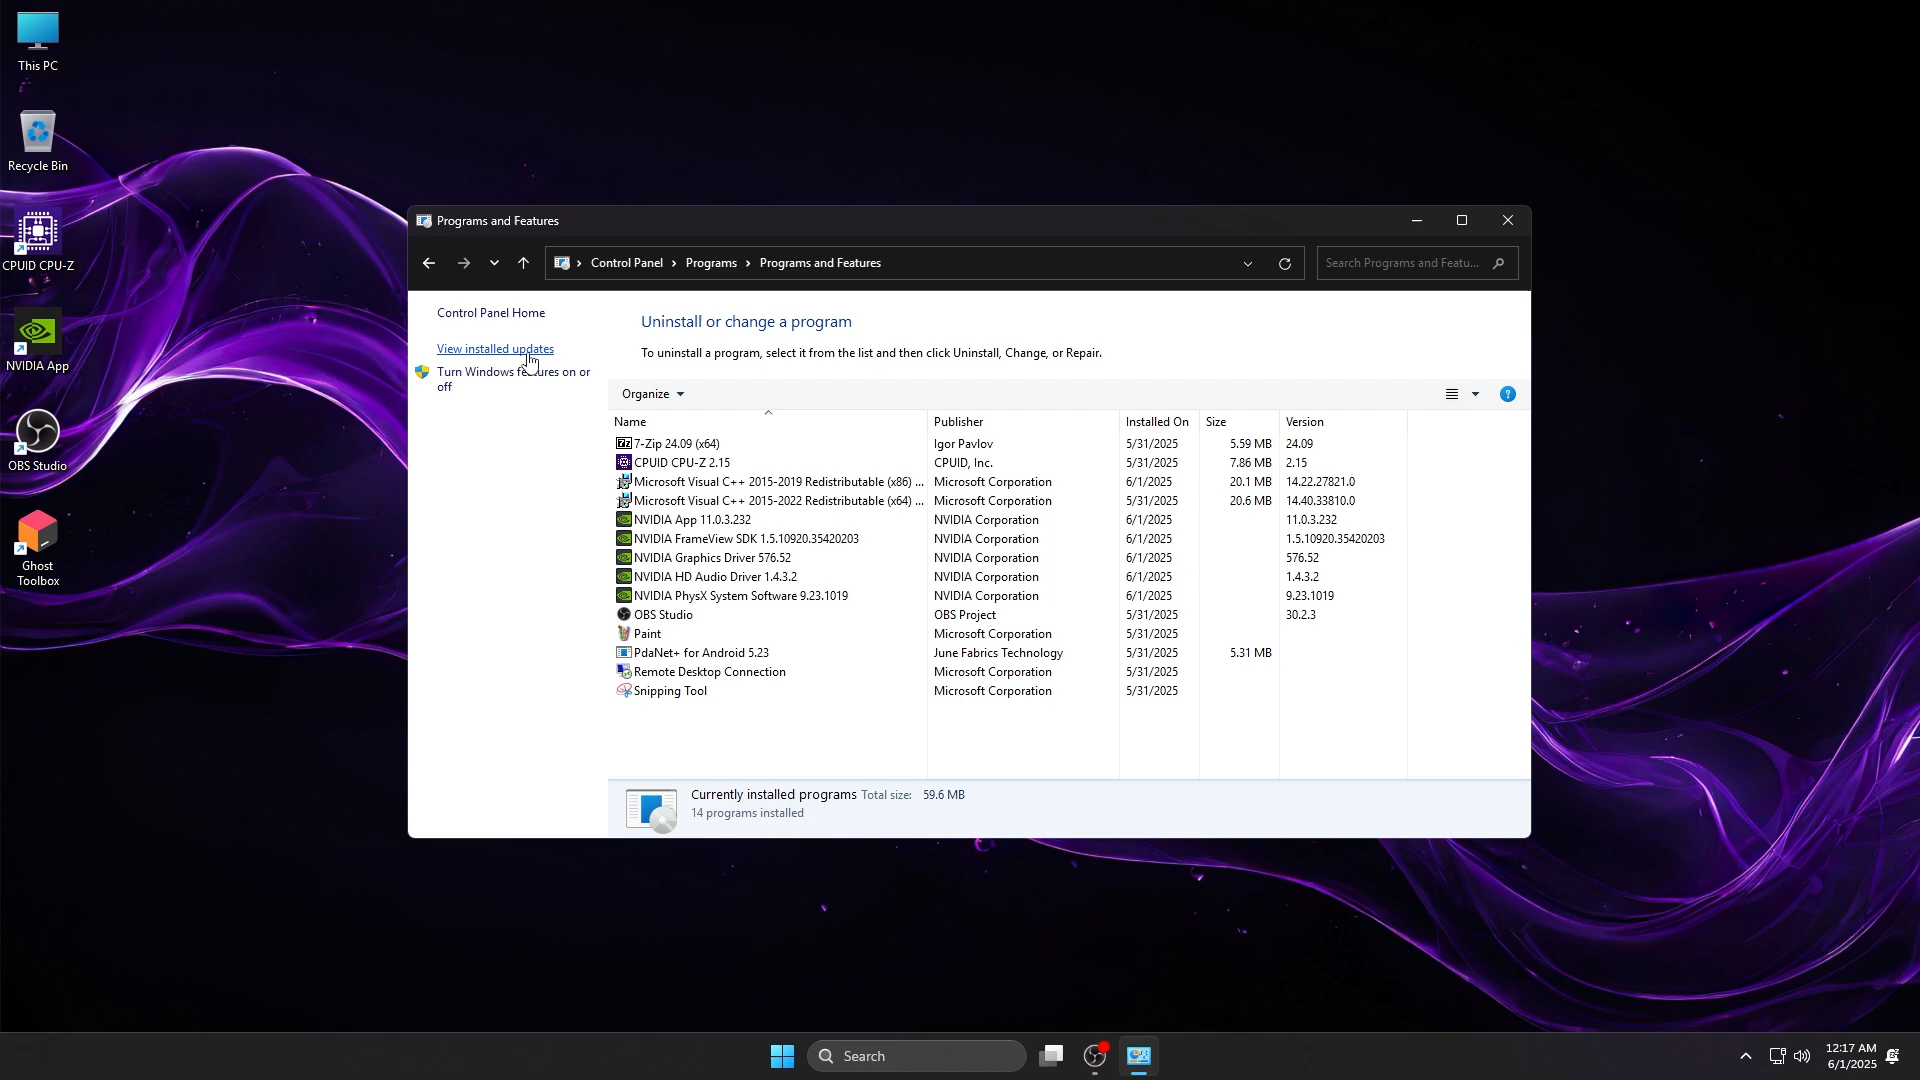 This PC
Recycle Bin
CPUID CPU-Z
NVIDIA App
OBS Studio
Ghost
Toolbox
Programs and Features
Control Panel > Programs > Programs and Features
Search Programs and Featu...
Control Panel Home
View installed updates
Turn Windows features on or
off
Uninstall or change a program
To uninstall a program, select it from the list and then click Uninstall, Change, or Repair.
Organize
?
Name Publisher Installed On Size Version
7z 7-Zip 24.09 (x64) Igor Pavlov 5/31/2025 5.59 MB 24.09
CPUID CPU-Z 2.15 CPUID, Inc. 5/31/2025 7.86 MB 2.15
Microsoft Visual C++ 2015-2019 Redistributable (x86) ... Microsoft Corporation 6/1/2025 20.1 MB 14.22.27821.0
Microsoft Visual C++ 2015-2022 Redistributable (x64) ... Microsoft Corporation 5/31/2025 20.6 MB 14.40.33810.0
NVIDIA App 11.0.3.232 NVIDIA Corporation 6/1/2025 11.0.3.232
NVIDIA FrameView SDK 1.5.10920.35420203 NVIDIA Corporation 6/1/2025 1.5.10920.35420203
NVIDIA Graphics Driver 576.52 NVIDIA Corporation 6/1/2025 576.52
NVIDIA HD Audio Driver 1.4.3.2 NVIDIA Corporation 6/1/2025 1.4.3.2
NVIDIA PhysX System Software 9.23.1019 NVIDIA Corporation 6/1/2025 9.23.1019
OBS Studio OBS Project 5/31/2025 30.2.3
Paint Microsoft Corporation 5/31/2025
PdaNet+ for Android 5.23 June Fabrics Technology 5/31/2025 5.31 MB
Remote Desktop Connection Microsoft Corporation 5/31/2025
Snipping Tool Microsoft Corporation 5/31/2025
Currently installed programs Total size: 59.6 MB
14 programs installed
Search
12:17 AM
6/1/2025